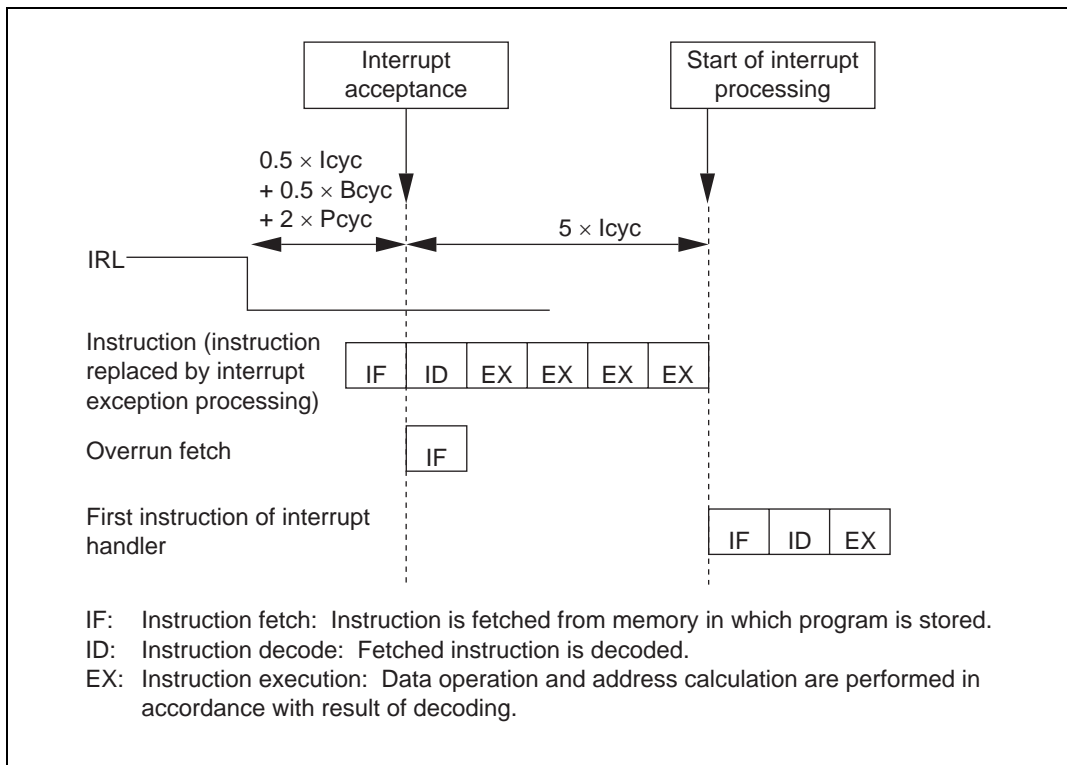 Interrupt
acceptance
Start of interrupt
processing
0.5 × Icyc
+ 0.5 × Bcyc
+ 2 × Pcyc
5 × Icyc
IRL
Instruction (instruction
replaced by interrupt
exception processing)
IF ID EX EX EX EX
Overrun fetch
IF
First instruction of interrupt
handler
IF ID EX
IF: Instruction fetch: Instruction is fetched from memory in which program is stored.
ID: Instruction decode: Fetched instruction is decoded.
EX: Instruction execution: Data operation and address calculation are performed in
accordance with result of decoding.